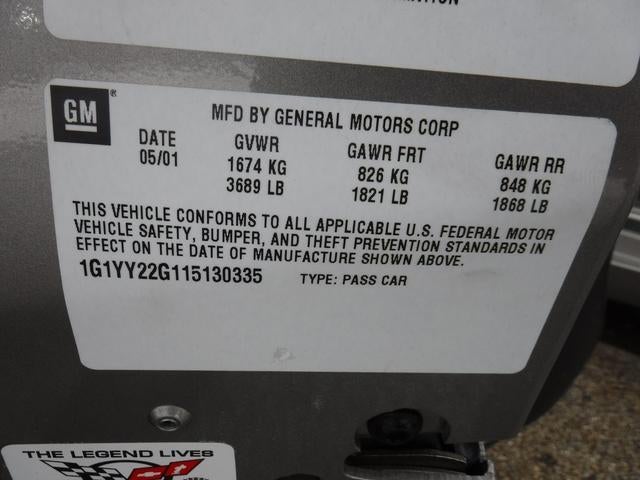 GM®
MFD BY GENERAL MOTORS CORP
DATE GVWR GAWR FRT GAWR RR
05/01 1674 KG 826 KG 848 KG
3689 LB 1821 LB 1868 LB
THIS VEHICLE CONFORMS TO ALL APPLICABLE U.S. FEDERAL MOTOR
VEHICLE SAFETY, BUMPER, AND THEFT PREVENTION STANDARDS IN
EFFECT ON THE DATE OF MANUFACTURE SHOWN ABOVE.
1G1YY22G115130335 TYPE: PASS CAR
THE LEGEND LIVES